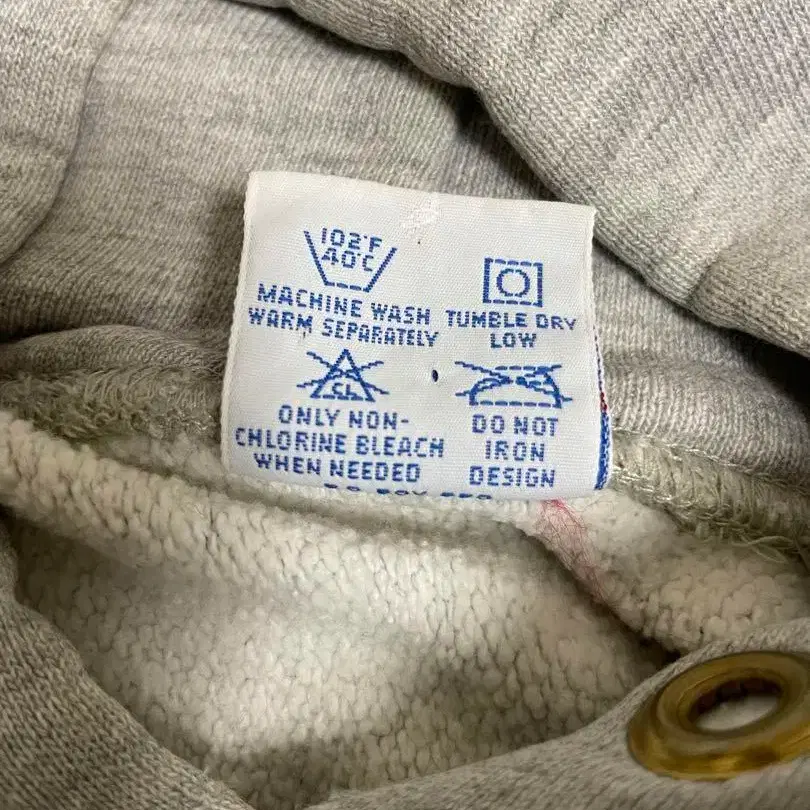 102°F
40°C
MACHINE WASH
WARM SEPARATELY
TUMBLE DRY
LOW
CL
ONLY NON-
CHLORINE BLEACH
WHEN NEEDED
DO NOT
IRON
DESIGN